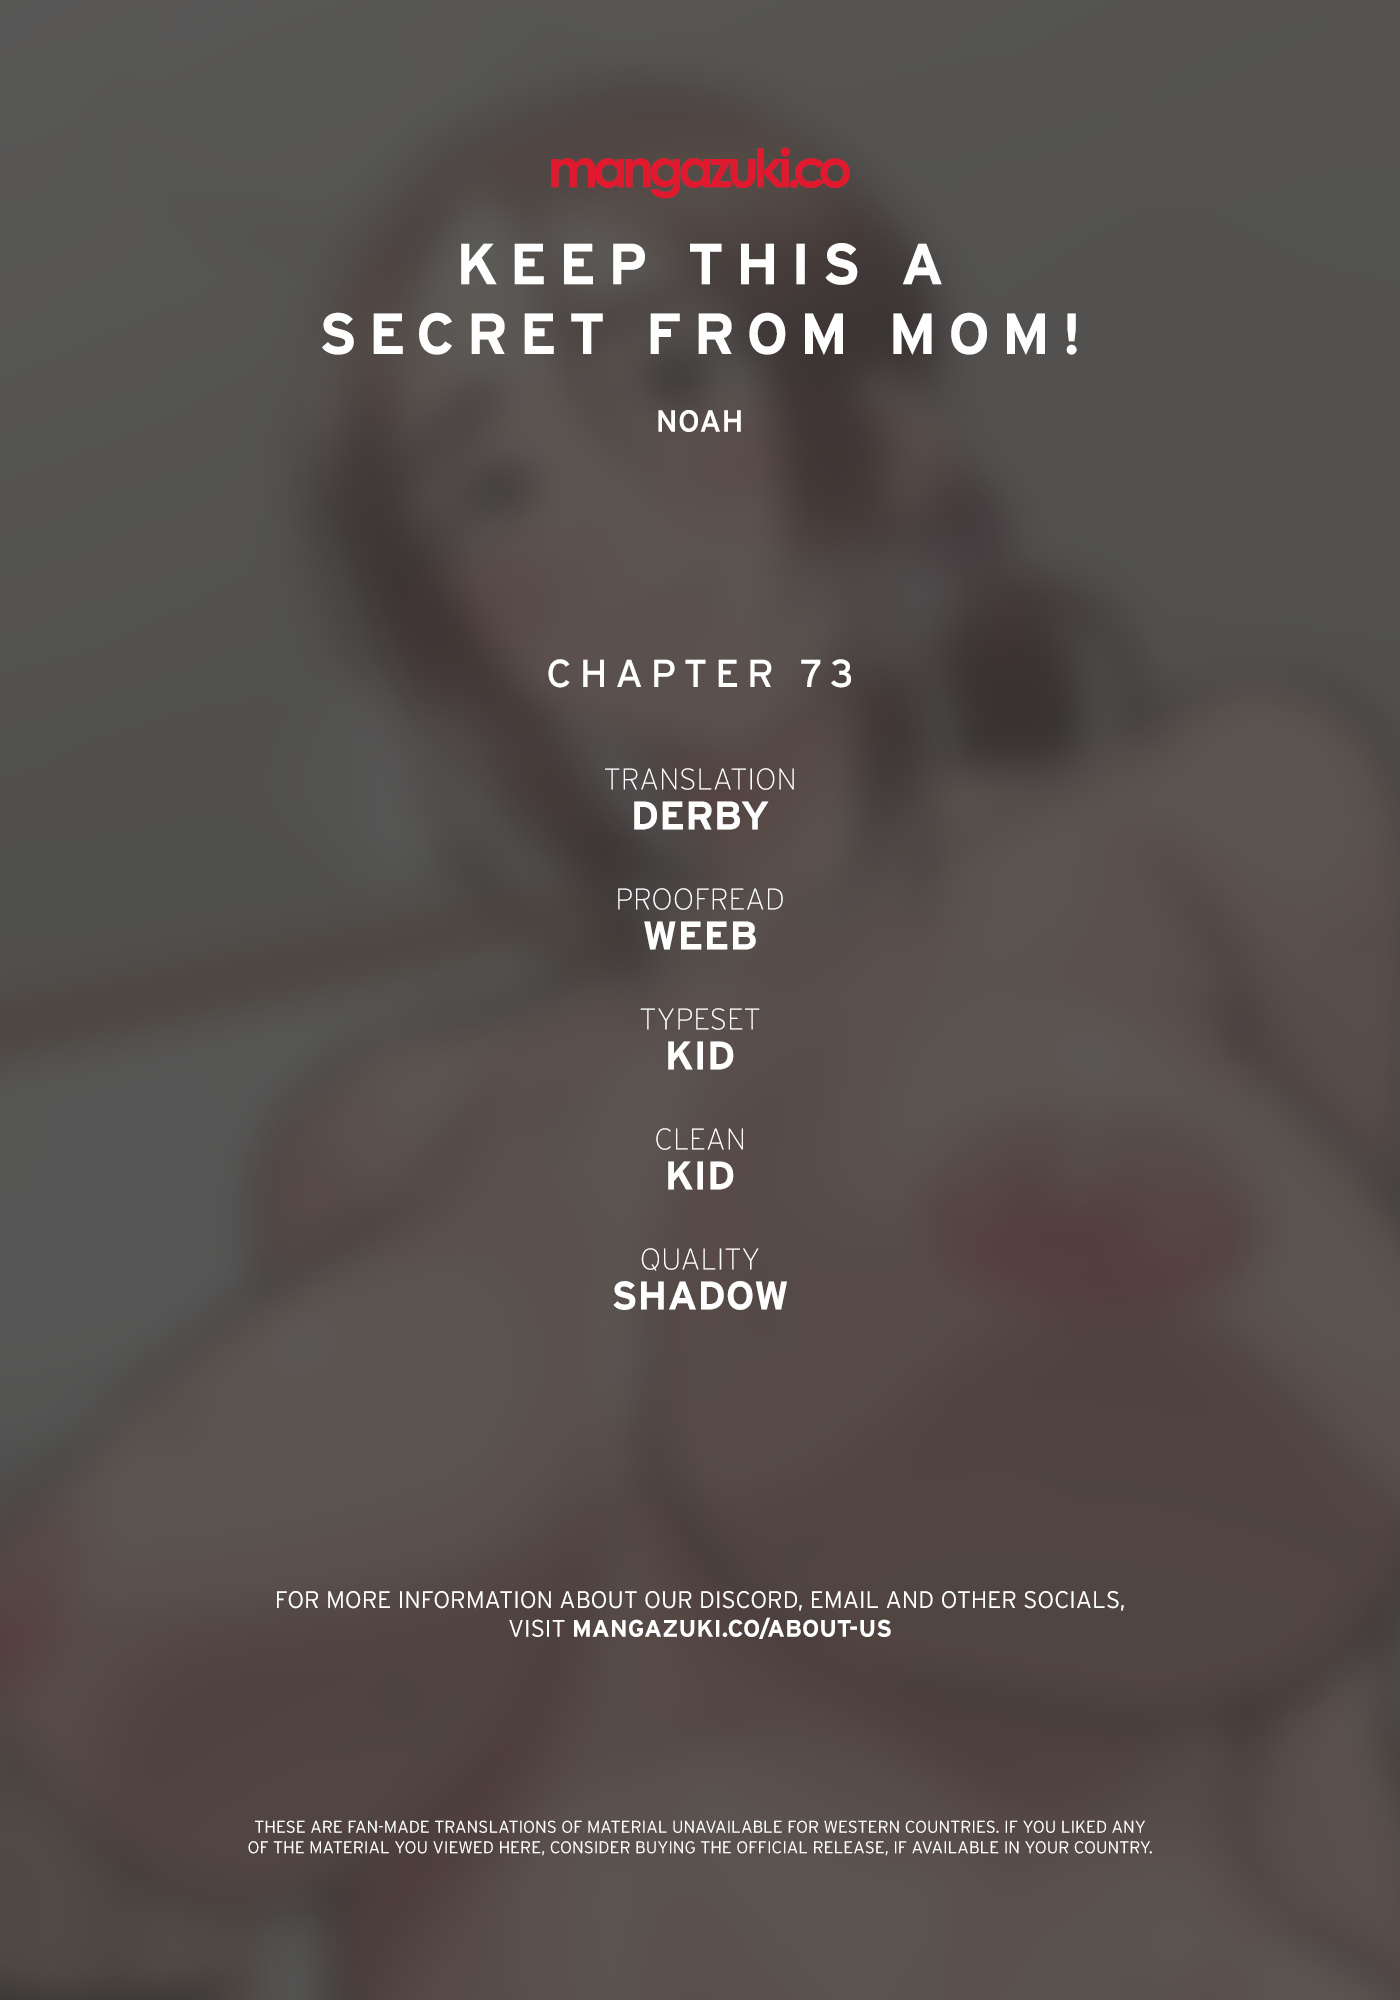 mangazuki.co
KEEP THIS A
SECRET FROM MOM!
NOAH
CHAPTER 73
TRANSLATION
DERBY
PROOFREAD
WEEB
TYPESET
KID
CLEAN
KID
QUALITY
SHADOW
FOR MORE INFORMATION ABOUT OUR DISCORD, EMAIL AND OTHER SOCIALS,
VISIT MANGAZUKI.CO/ABOUT-US
THESE ARE FAN-MADE TRANSLATIONS OF MATERIAL UNAVAILABLE FOR WESTERN COUNTRIES. IF YOU LIKED ANY
OF THE MATERIAL YOU VIEWED HERE, CONSIDER BUYING THE OFFICIAL RELEASE, IF AVAILABLE IN YOUR COUNTRY.